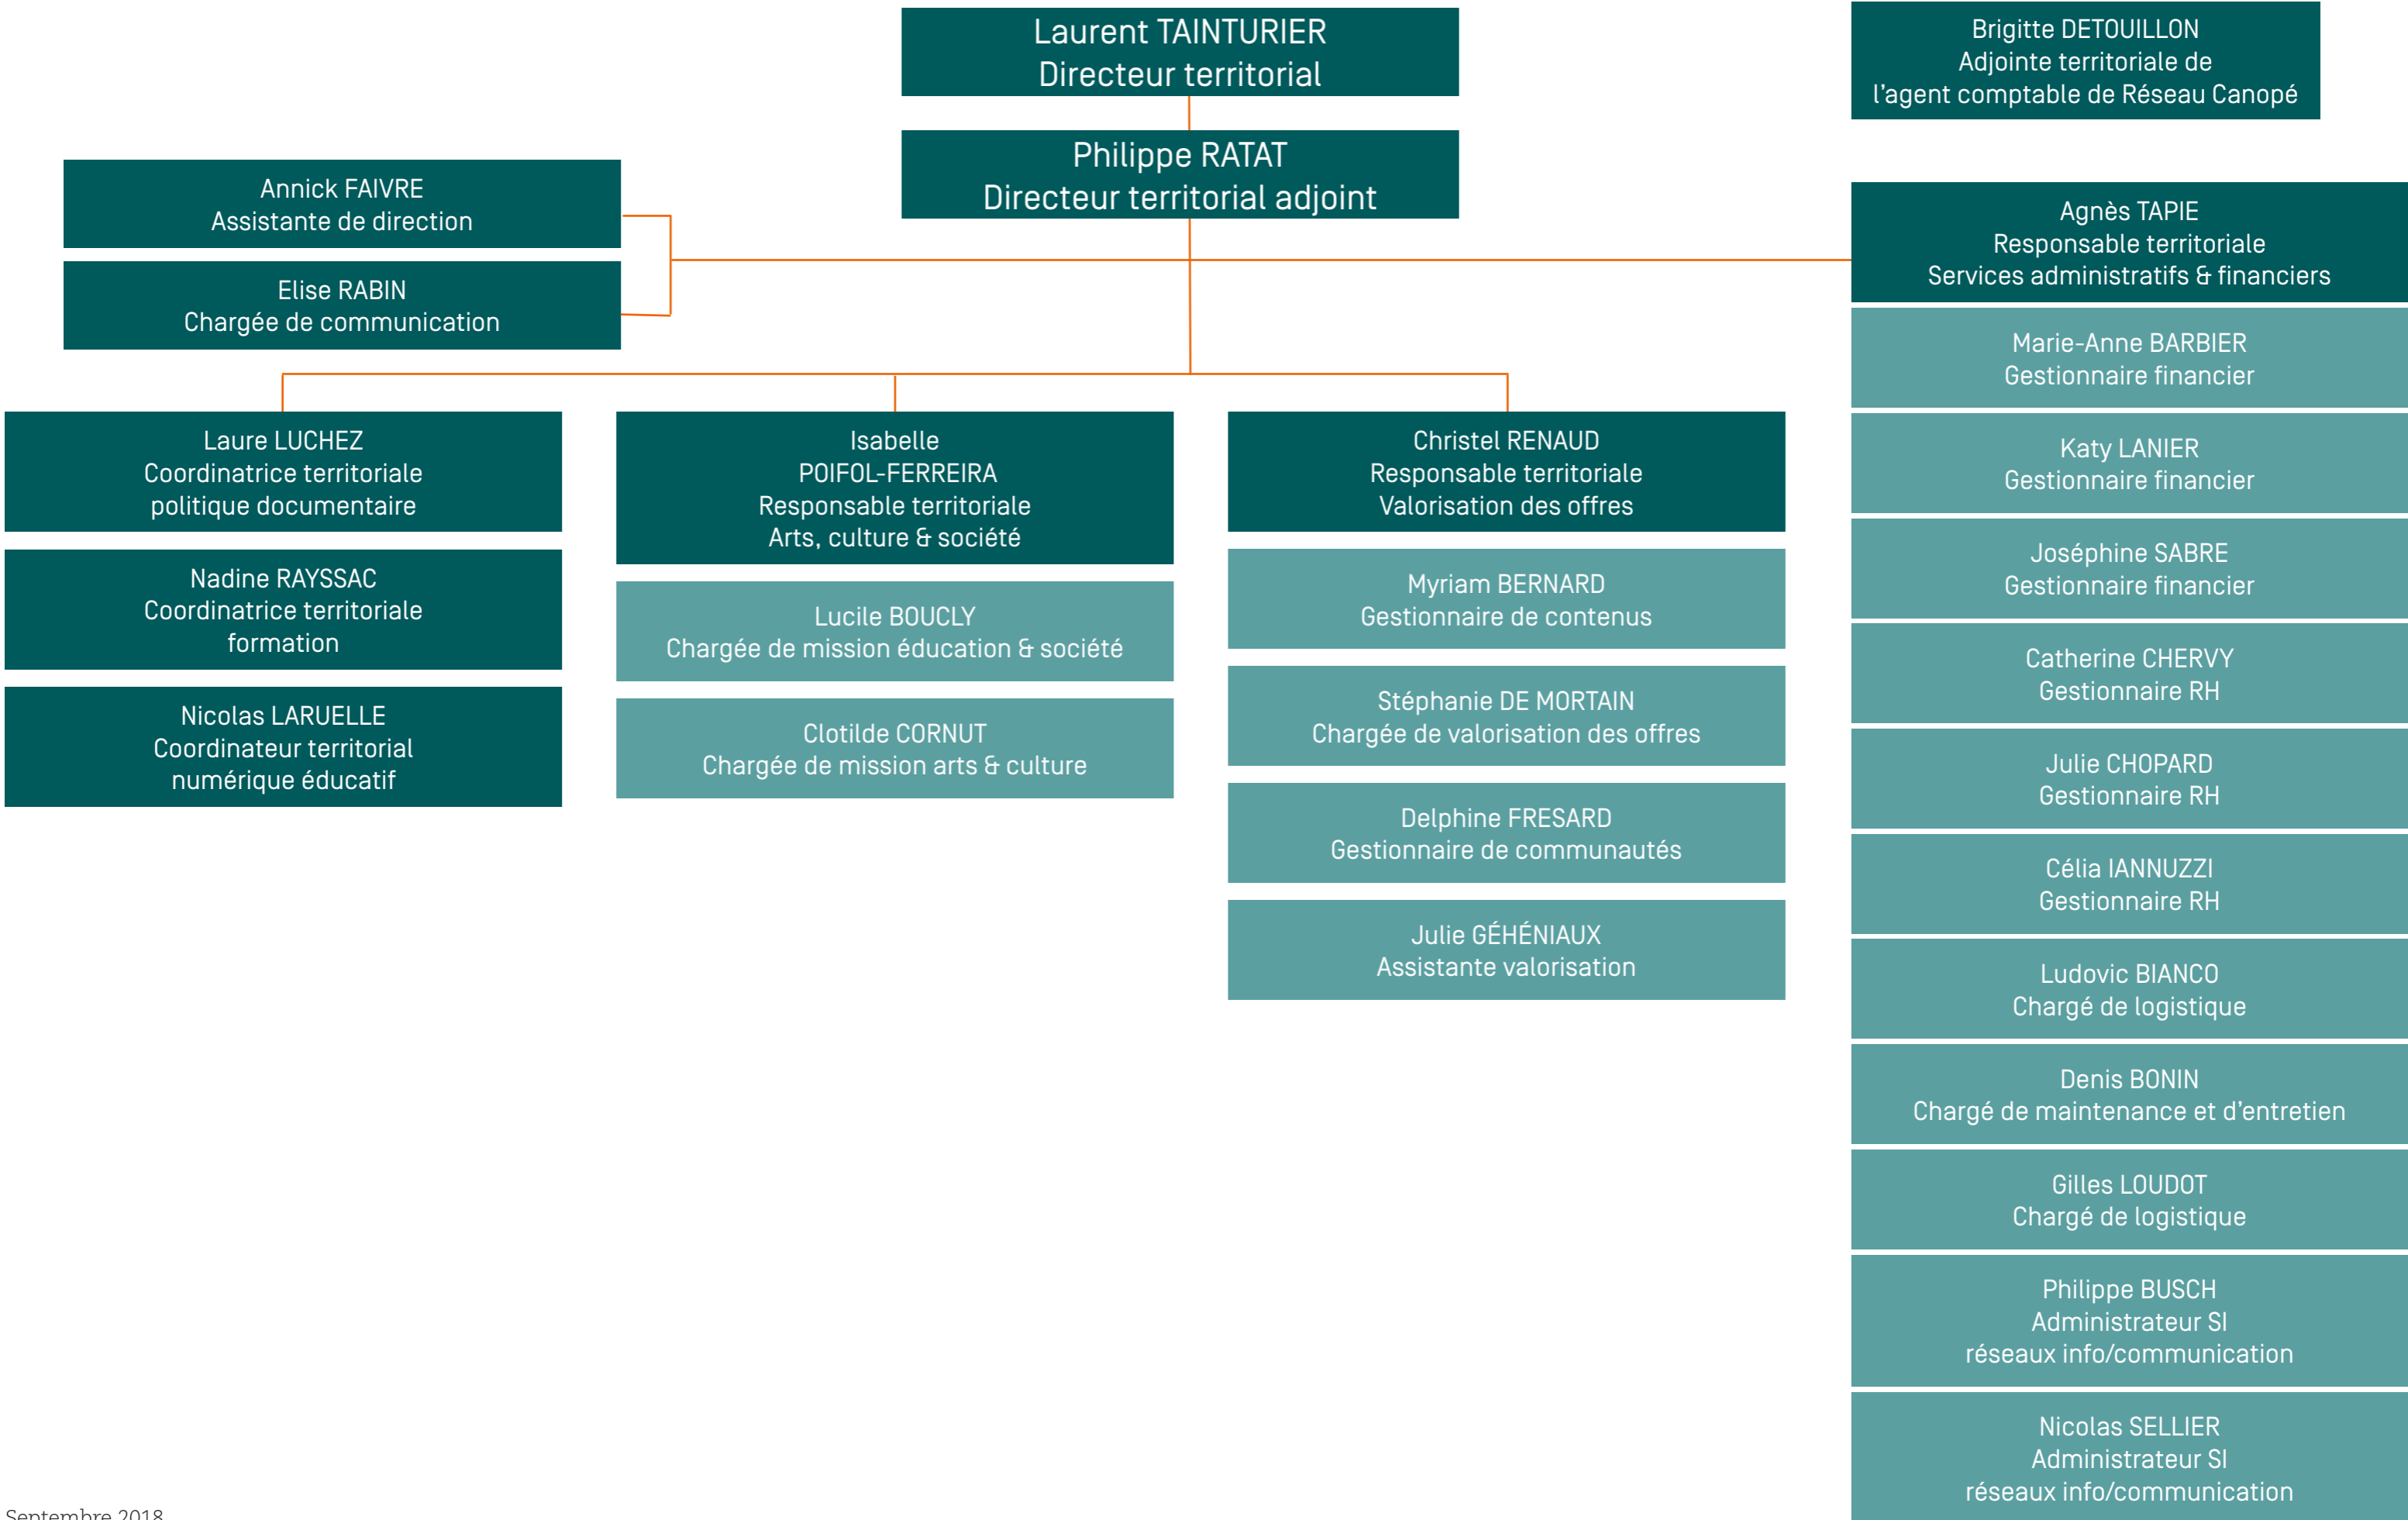 Laurent TAINTURIER
Directeur territorial
Philippe RATAT
Directeur territorial adjoint
Brigitte DETOUILLON
Adjointe territoriale de
l'agent comptable de Réseau Canopé
Annick FAIVRE
Assistante de direction
Elise RABIN
Chargée de communication
Laure LUCHEZ
Coordinatrice territoriale
politique documentaire
Nadine RAYSSAC
Coordinatrice territoriale
formation
Nicolas LARUELLE
Coordinateur territorial
numérique éducatif
Isabelle
POIFOL-FERREIRA
Responsable territoriale
Arts, culture & société
Lucile BOUCLY
Chargée de mission éducation & société
Clotilde CORNUT
Chargée de mission arts & culture
Christel RENAUD
Responsable territoriale
Valorisation des offres
Myriam BERNARD
Gestionnaire de contenus
Stéphanie DE MORTAIN
Chargée de valorisation des offres
Delphine FRESARD
Gestionnaire de communautés
Julie GÉHÉNIAUX
Assistante valorisation
Agnès TAPIE
Responsable territoriale
Services administratifs & financiers
Marie-Anne BARBIER
Gestionnaire financier
Katy LANIER
Gestionnaire financier
Joséphine SABRE
Gestionnaire financier
Catherine CHERVY
Gestionnaire RH
Julie CHOPARD
Gestionnaire RH
Célia IANNUZZI
Gestionnaire RH
Ludovic BIANCO
Chargé de logistique
Denis BONIN
Chargé de maintenance et d'entretien
Gilles LOUDOT
Chargé de logistique
Philippe BUSCH
Administrateur SI
réseaux info/communication
Nicolas SELLIER
Administrateur SI
réseaux info/communication
Septembre 2018